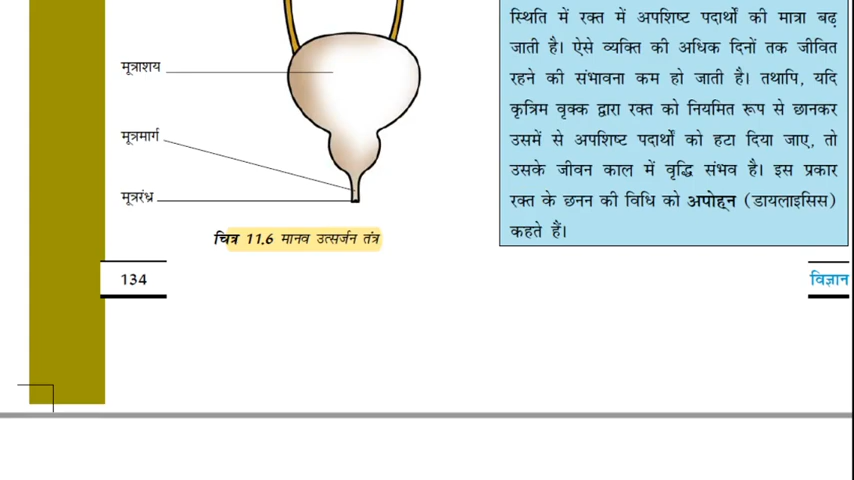 मूत्राशय
मूत्रमार्ग
मूत्ररंध्र
चित्र 11.6 मानव उत्सर्जन तंत्र
134
स्थिति में रक्त में अपशिष्ट पदार्थों की मात्रा बढ़
जाती है। ऐसे व्यक्ति की अधिक दिनों तक जीवित
रहने की संभावना कम हो जाती है। तथापि, यदि
कृत्रिम वृक्क द्वारा रक्त को नियमित रूप से छानकर
उसमें से अपशिष्ट पदार्थों को हटा दिया जाए, तो
उसके जीवन काल में वृद्धि संभव है। इस प्रकार
रक्त के छनन की विधि को अपोहन (डायलाइसिस)
कहते हैं।
विज्ञान